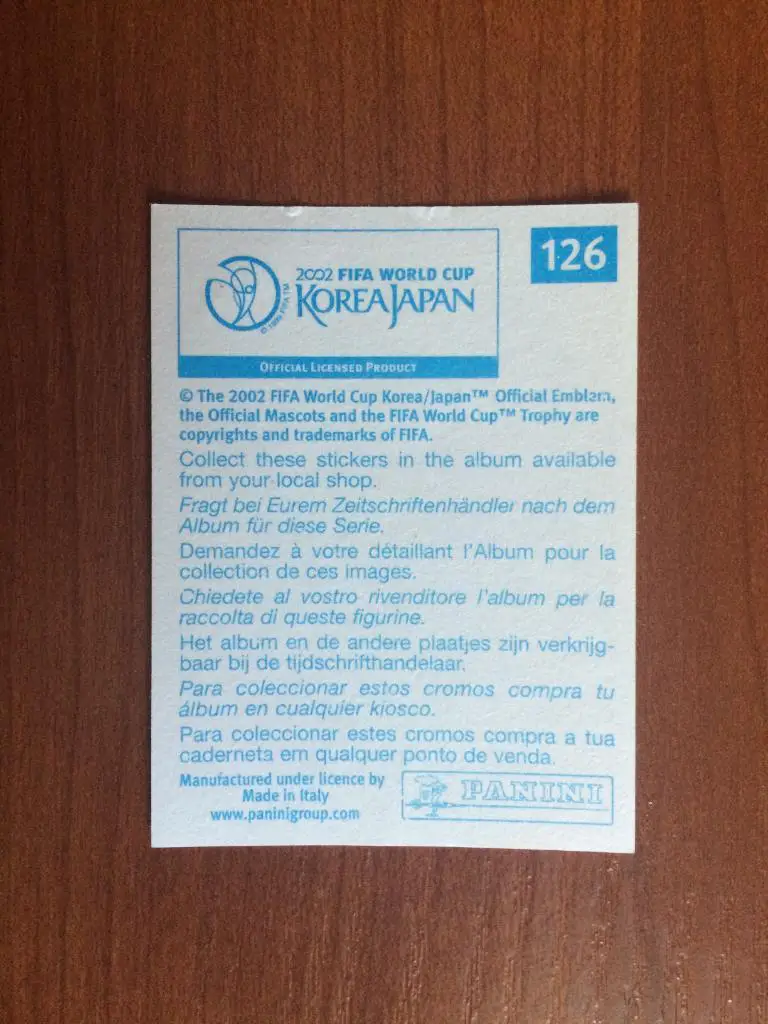 126
2002 FIFA WORLD CUP
KOREAJAPAN
© 1999 FIFA TM
OFFICIAL LICENSED PRODUCT
© The 2002 FIFA World Cup Korea/Japan™ Official Emblem,
the Official Mascots and the FIFA World Cup™ Trophy are
copyrights and trademarks of FIFA.
Collect these stickers in the album available
from your local shop.
Fragt bei Eurem Zeitschriftenhändler nach dem
Album für diese Serie.
Demandez à votre détaillant l'Album pour la
collection de ces images.
Chiedete al vostro rivenditore l'album per la
raccolta di queste figurine.
Het album en de andere plaatjes zijn verkrijg-
baar bij de tijdschrifthandelaar.
Para coleccionar estos cromos compra tu
álbum en cualquier kiosco.
Para coleccionar estes cromos compra a tua
caderneta em qualquer ponto de venda.
Manufactured under licence by
Made in Italy
www.paninigroup.com
PANINI